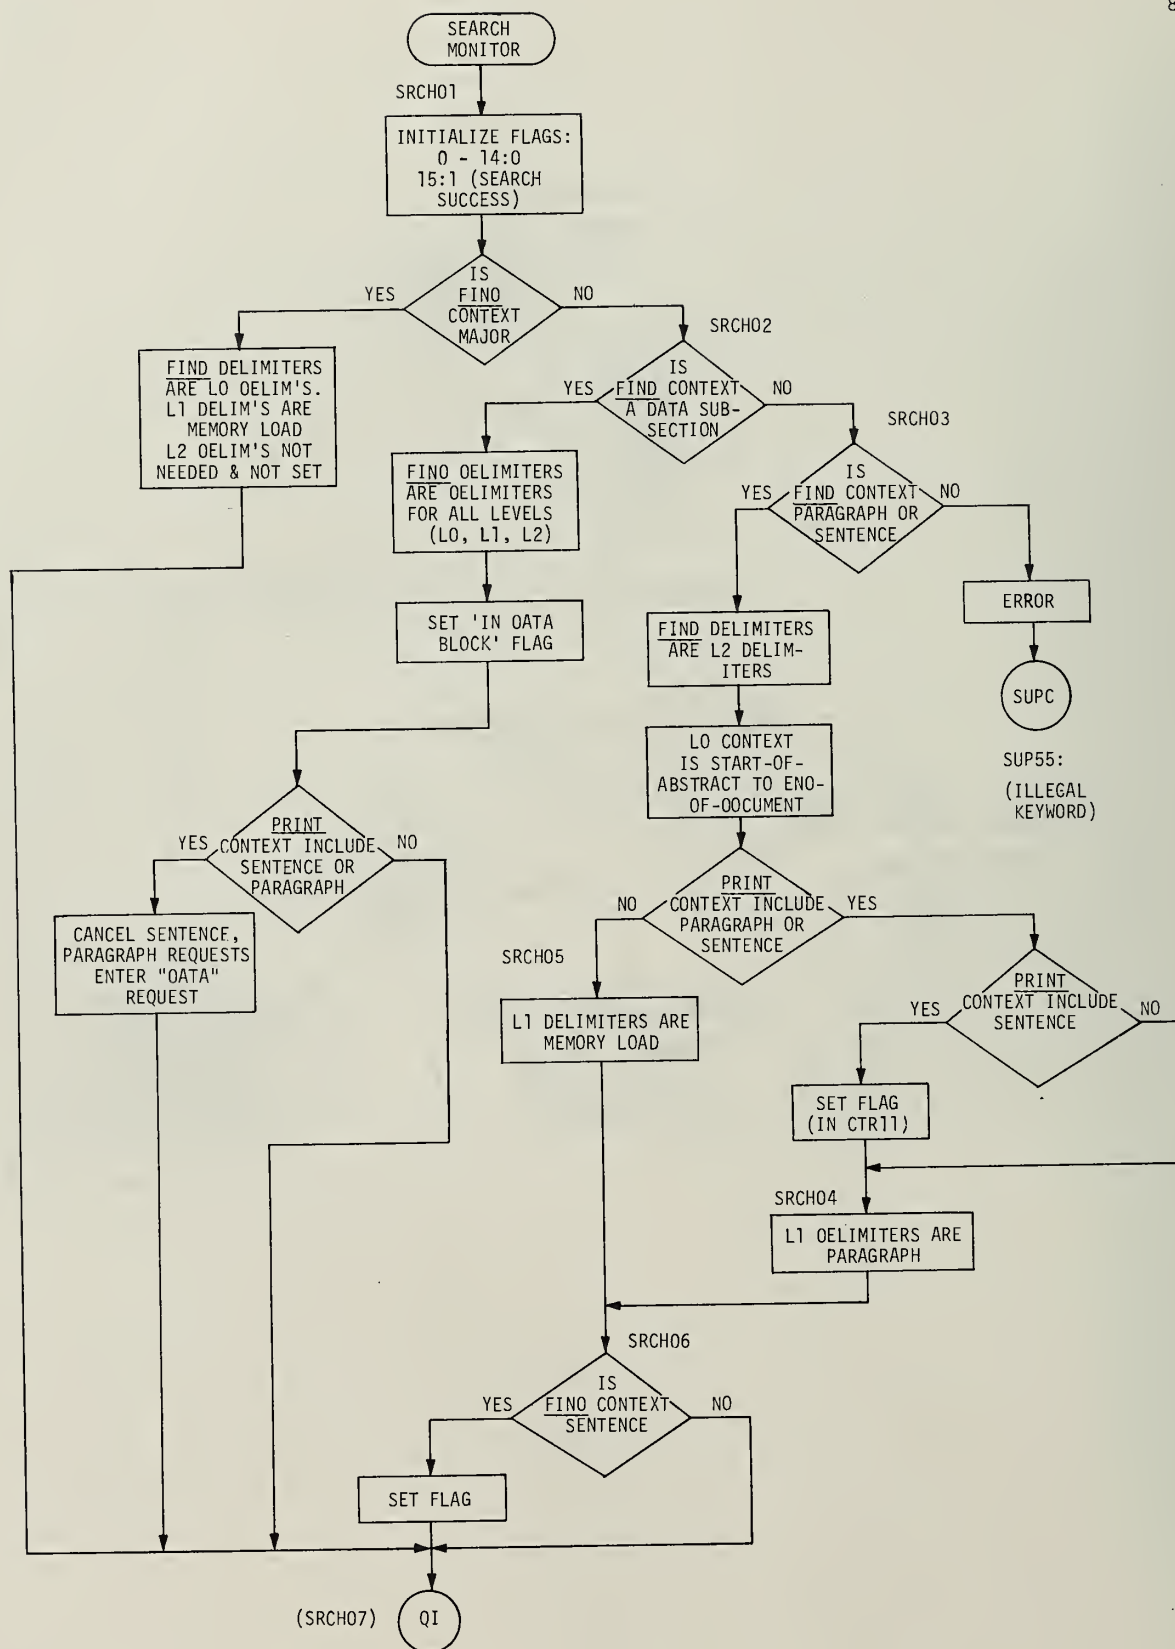 8
SEARCH
MONITOR
SRCH01
INITIALIZE FLAGS:
0 - 14:0
15:1 (SEARCH
SUCCESS)
IS
FINO
CONTEXT
MAJOR
YES
NO
FIND DELIMITERS
ARE LO OELIM'S.
L1 DELIM'S ARE
MEMORY LOAD
L2 OELIM'S NOT
NEEDED & NOT SET
SRCH02
IS
FIND CONTEXT
A DATA SUB-
SECTION
YES
NO
FINO OELIMITERS
ARE OELIMITERS
FOR ALL LEVELS
(LO, L1, L2)
SET 'IN OATA
BLOCK' FLAG
SRCH03
IS
FIND CONTEXT
PARAGRAPH OR
SENTENCE
YES
NO
ERROR
SUPC
SUP55:
(ILLEGAL
KEYWORD)
FIND DELIMITERS
ARE L2 DELIM-
ITERS
LO CONTEXT
IS START-OF-
ABSTRACT TO ENO-
OF-OOCUMENT
PRINT
CONTEXT INCLUDE
SENTENCE OR
PARAGRAPH
YES
NO
CANCEL SENTENCE,
PARAGRAPH REQUESTS
ENTER "OATA"
REQUEST
PRINT
CONTEXT INCLUDE
PARAGRAPH OR
SENTENCE
NO
YES
SRCH05
L1 DELIMITERS ARE
MEMORY LOAD
PRINT
CONTEXT INCLUDE
SENTENCE
YES
NO
SET FLAG
(IN CTR11)
SRCH04
L1 OELIMITERS ARE
PARAGRAPH
SRCH06
IS
FINO CONTEXT
SENTENCE
YES
NO
SET FLAG
(SRCH07)
QI